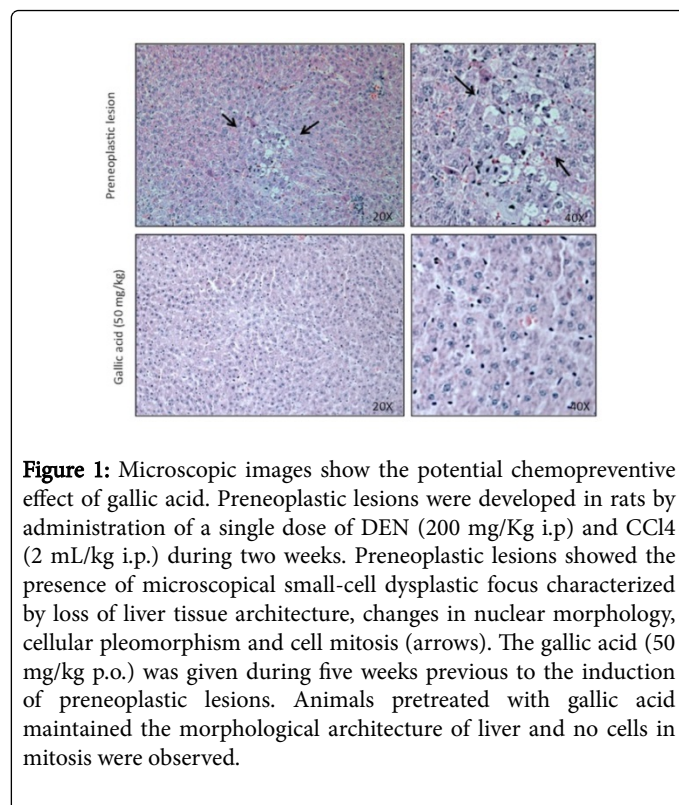 Preneoplastic lesion
20X
40X
Gallic acid (50 mg/kg)
20X
40X
Figure 1: Microscopic images show the potential chemopreventive
effect of gallic acid. Preneoplastic lesions were developed in rats by
administration of a single dose of DEN (200 mg/Kg i.p) and CCl4
(2 mL/kg i.p.) during two weeks. Preneoplastic lesions showed the
presence of microscopical small-cell dysplastic focus characterized
by loss of liver tissue architecture, changes in nuclear morphology,
cellular pleomorphism and cell mitosis (arrows). The gallic acid (50
mg/kg p.o.) was given during five weeks previous to the induction
of preneoplastic lesions. Animals pretreated with gallic acid
maintained the morphological architecture of liver and no cells in
mitosis were observed.